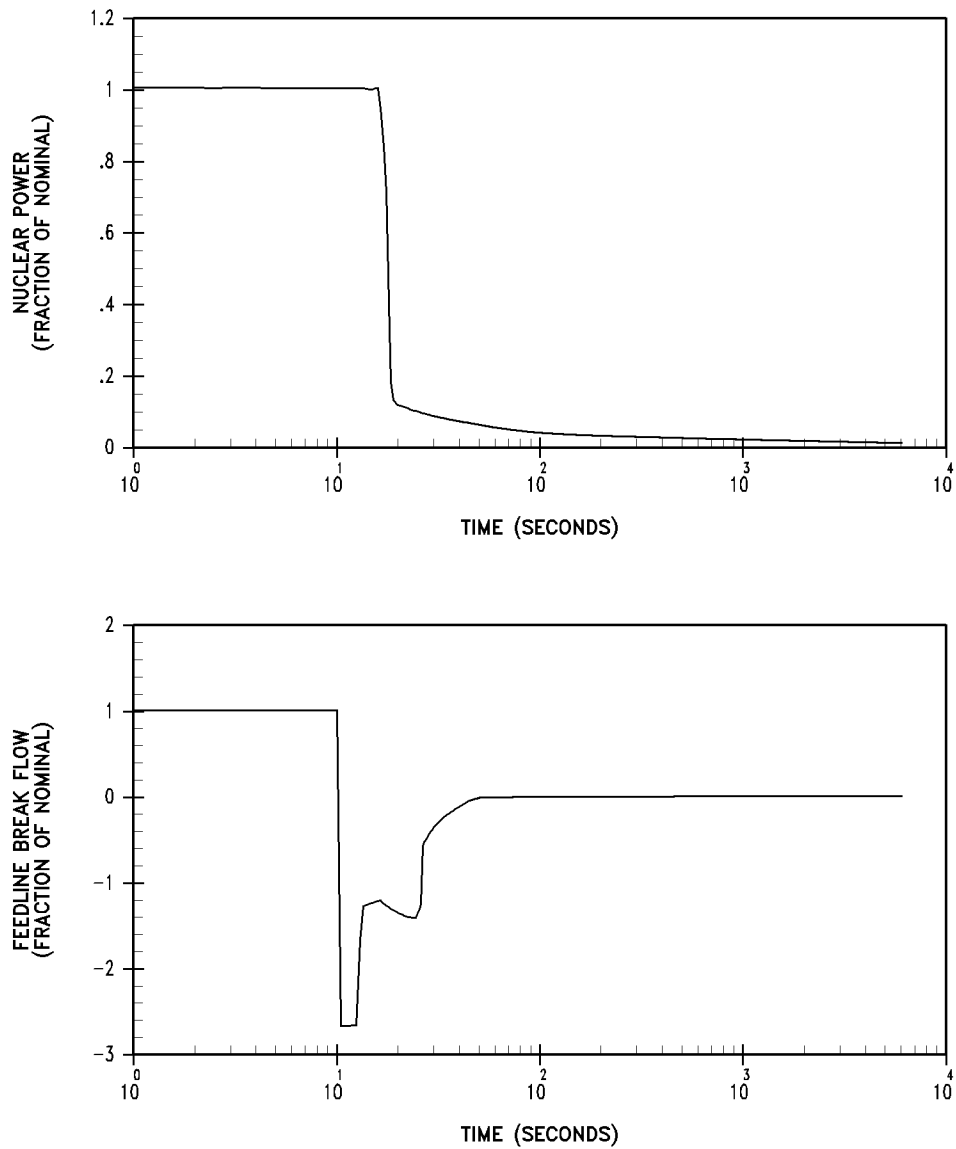 1.2
1
.8
.6
.4
.2
0
NUCLEAR POWER
(FRACTION OF NOMINAL)
10^0 10^1 10^2 10^3 10^4
TIME (SECONDS)
2
1
0
-1
-2
-3
FEEDLINE BREAK FLOW
(FRACTION OF NOMINAL)
10^0 10^1 10^2 10^3 10^4
TIME (SECONDS)